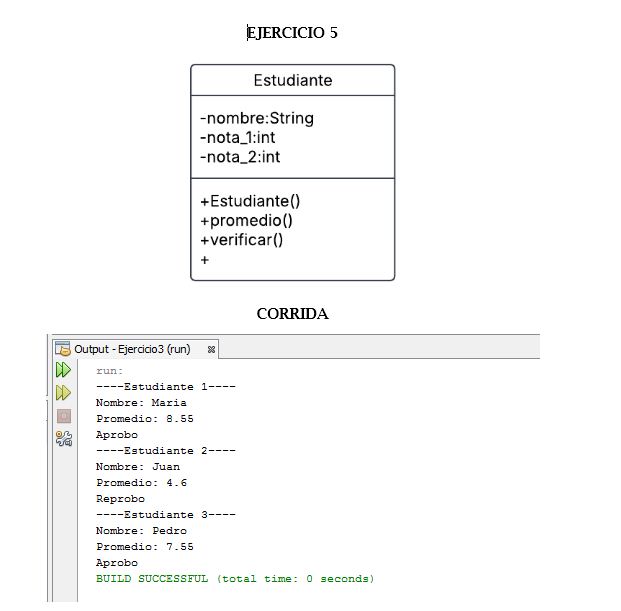 EJERCICIO 5
Estudiante
-nombre:String
-nota_1:int
-nota_2:int
+Estudiante()
+promedio()
+verificar()
+
CORRIDA
Output - Ejercicio3 (run)
run:
----Estudiante 1----
Nombre: Maria
Promedio: 8.55
Aprobo
----Estudiante 2----
Nombre: Juan
Promedio: 4.6
Reprobo
----Estudiante 3----
Nombre: Pedro
Promedio: 7.55
Aprobo
BUILD SUCCESSFUL (total time: 0 seconds)